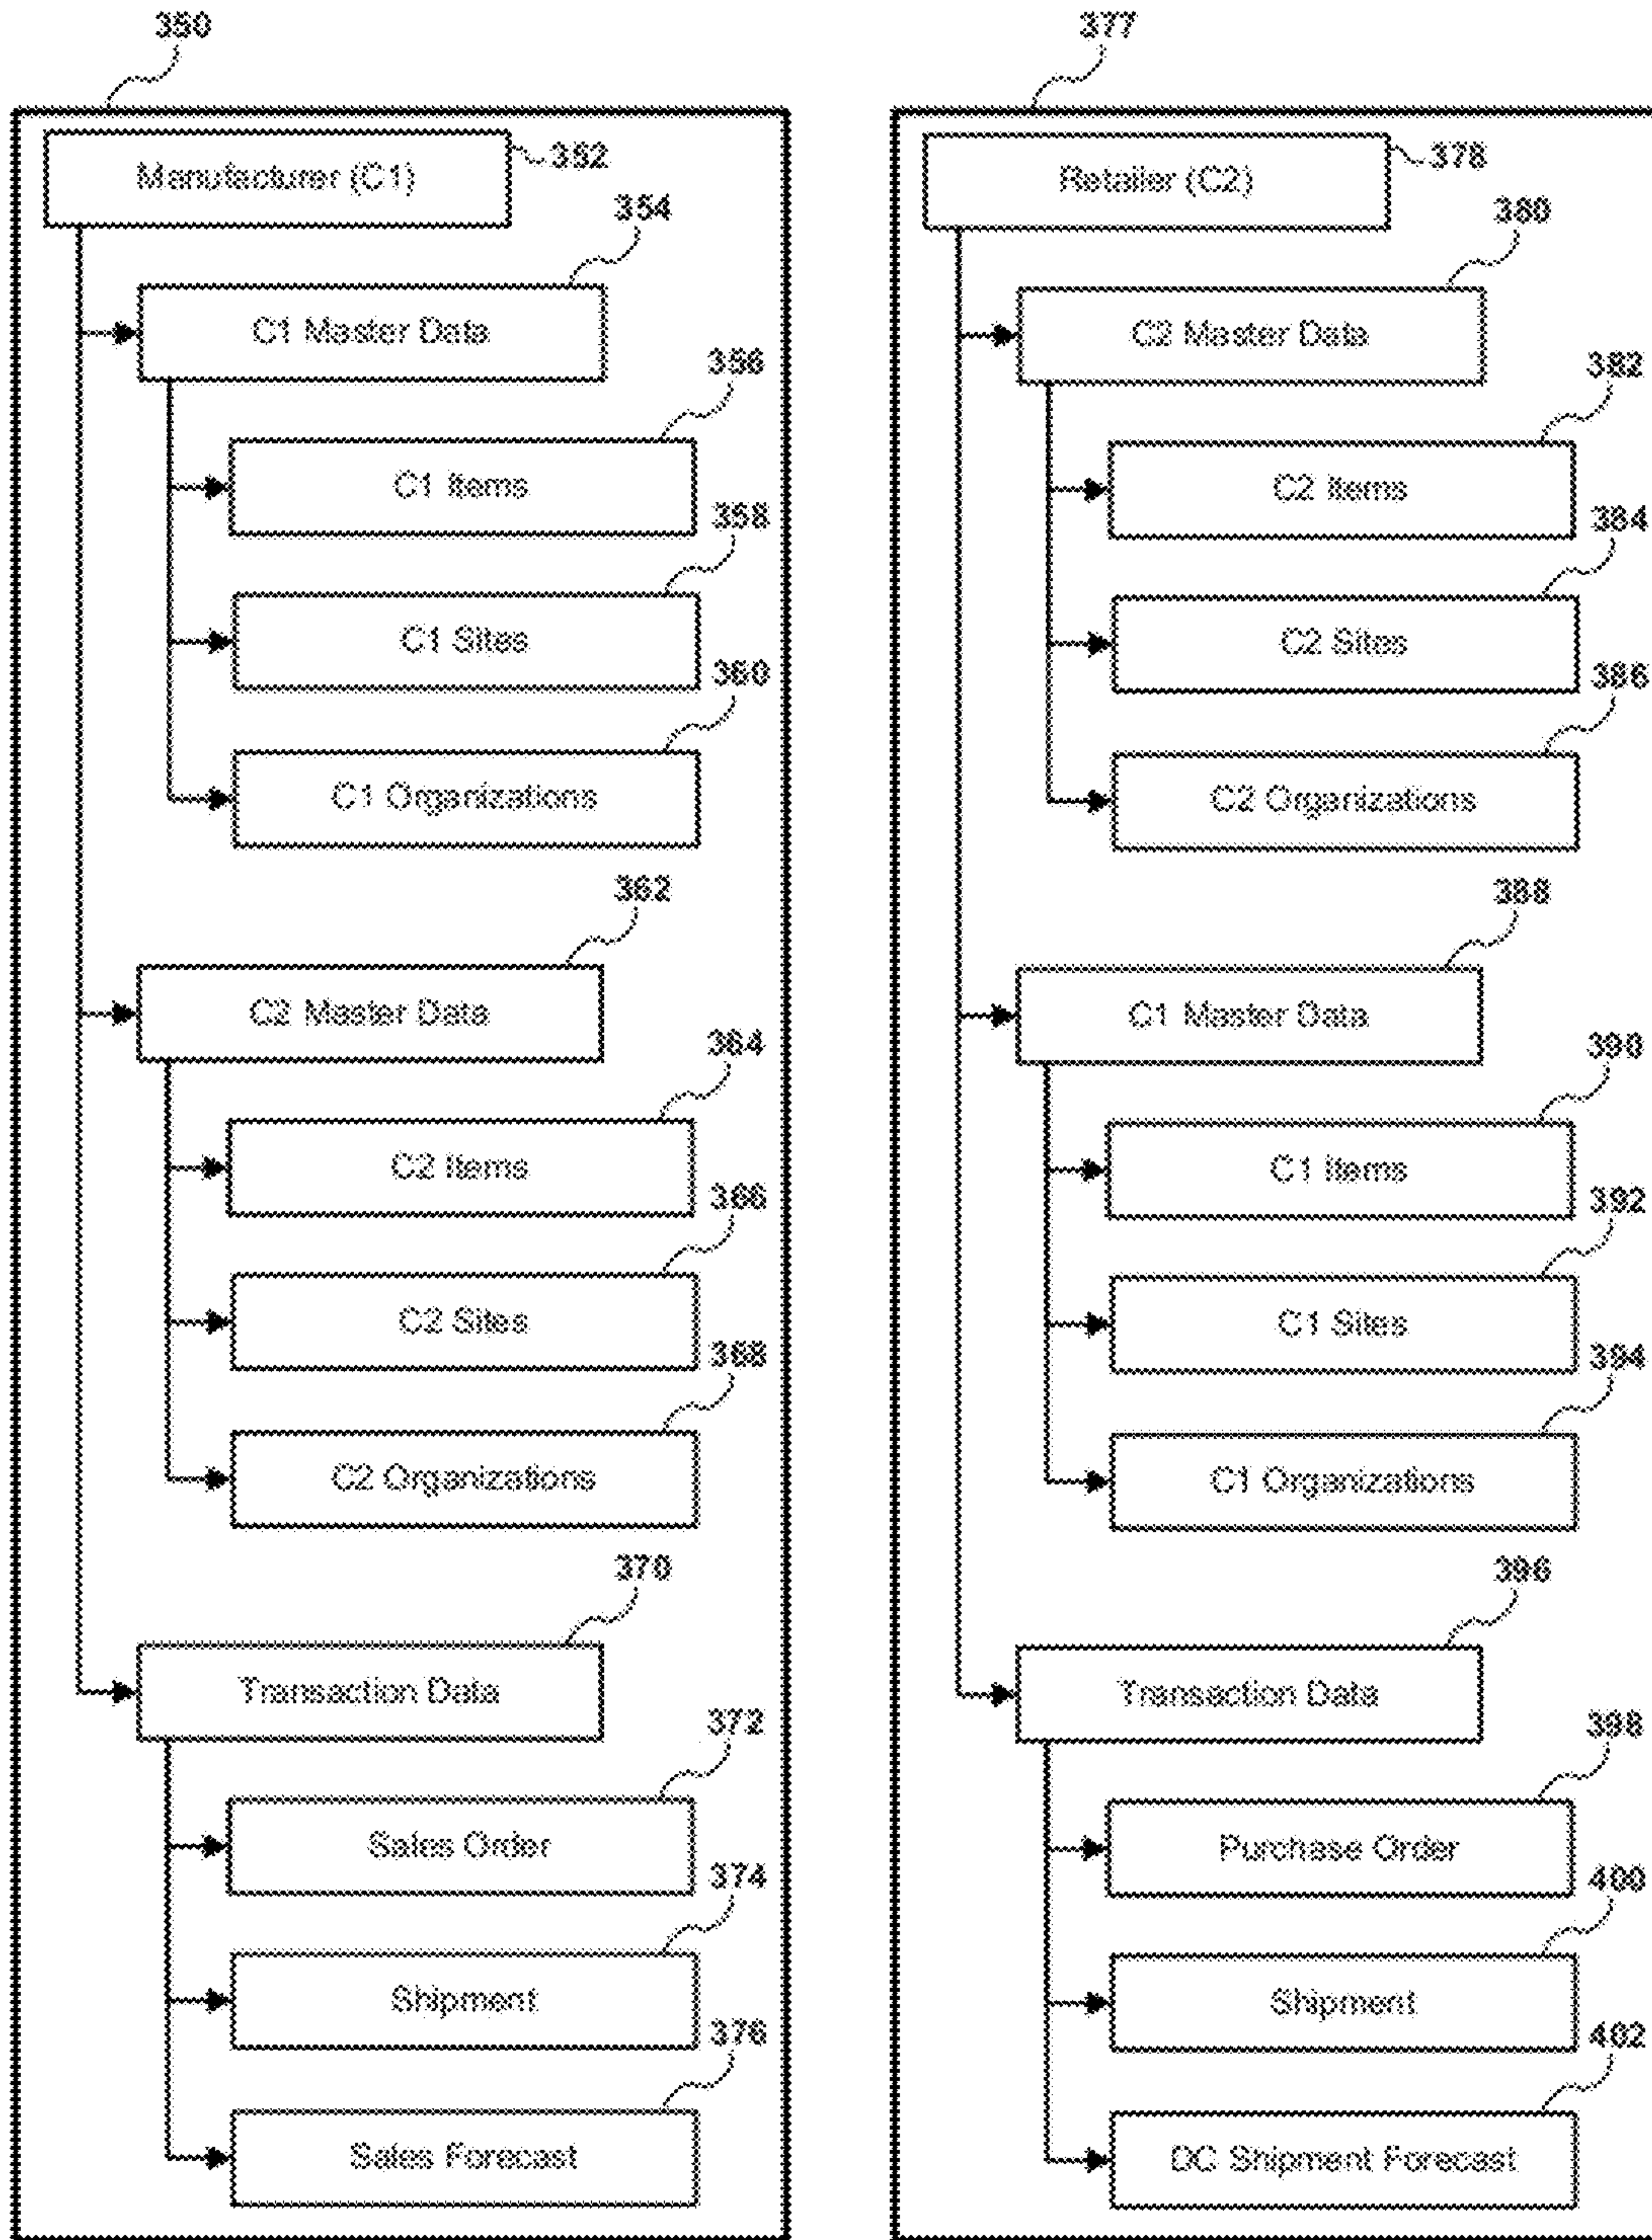 350
Manufacturer (C1)
352
354
C1 Master Data
356
C1 Items
358
C1 Sites
360
C1 Organizations
362
C2 Master Data
364
C2 Items
366
C2 Sites
368
C2 Organizations
370
Transaction Data
372
Sales Order
374
Shipment
376
Sales Forecast
377
Retailer (C2)
378
380
C2 Master Data
382
C2 Items
384
C2 Sites
386
C2 Organizations
388
C1 Master Data
390
C1 Items
392
C1 Sites
394
C1 Organizations
396
Transaction Data
398
Purchase Order
400
Shipment
402
DC Shipment Forecast